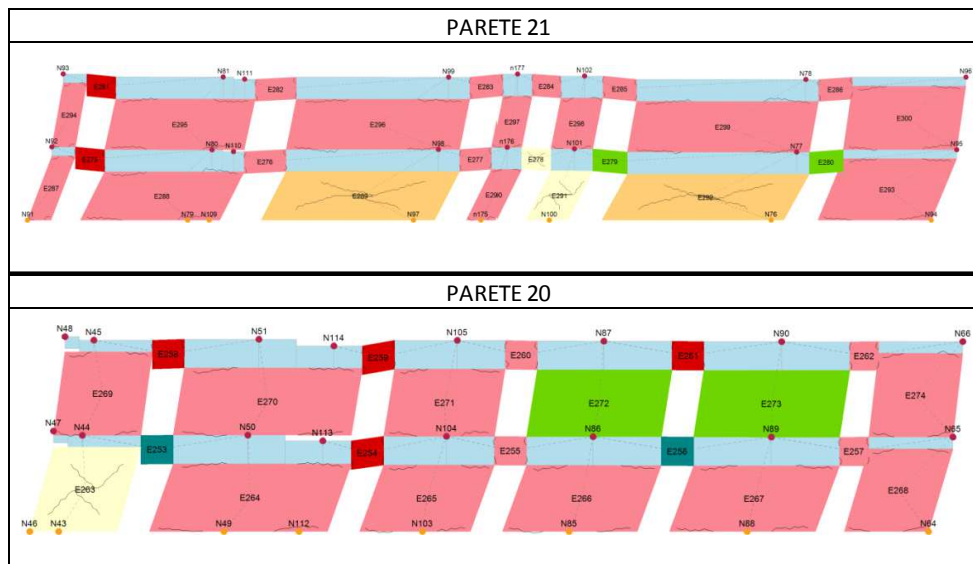 PARETE 21
N93 N81 N111 N99 n177 N102 N78 N96
E281 E282 E283 E284 E285 E286
E294 E295 E296 E297 E298 E299 E300
N92 N80 N110 N98 n176 N101 N77 N95
E275 E276 E277 E278 E279 E280
E287 E288 E289 E290 E291 E292 E293
N91 N79 N109 N97 n175 N100 N76 N94
PARETE 20
N48 N45 N51 N114 N105 N87 N90 N66
E258 E259 E260 E261 E262
E269 E270 E271 E272 E273 E274
N47 N44 N50 N113 N104 N86 N89 N65
E253 E254 E255 E256 E257
E263 E264 E265 E266 E267 E268
N46 N43 N49 N112 N103 N85 N88 N64